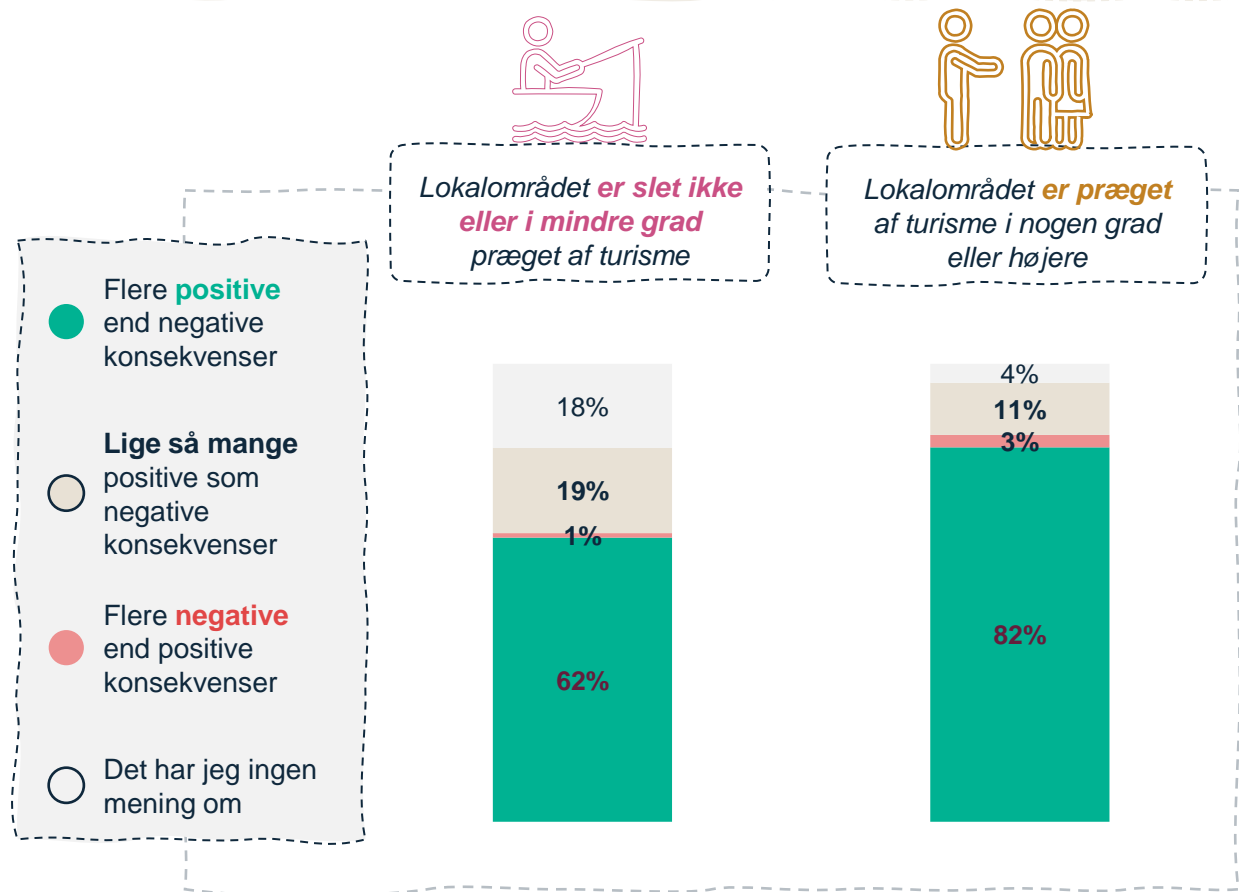 Lokalområdet er slet ikke
eller i mindre grad
præget af turisme
Lokalområdet er præget
af turisme i nogen grad
eller højere
Flere positive
end negative
konsekvenser
Lige så mange
positive som
negative
konsekvenser
Flere negative
end positive
konsekvenser
Det har jeg ingen
mening om
18%
19%
1%
62%
4%
11%
3%
82%